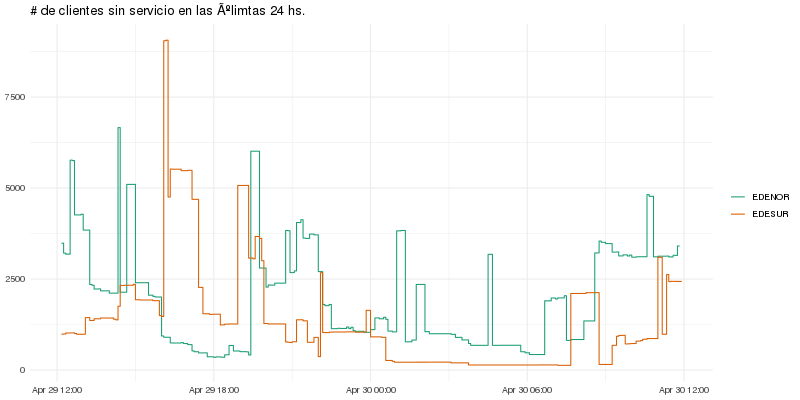 # de clientes sin servicio en las Ãºlimtas 24 hs.
7500
5000
2500
0
Apr 29 12:00
Apr 29 18:00
Apr 30 00:00
Apr 30 06:00
Apr 30 12:00
EDENOR
EDESUR